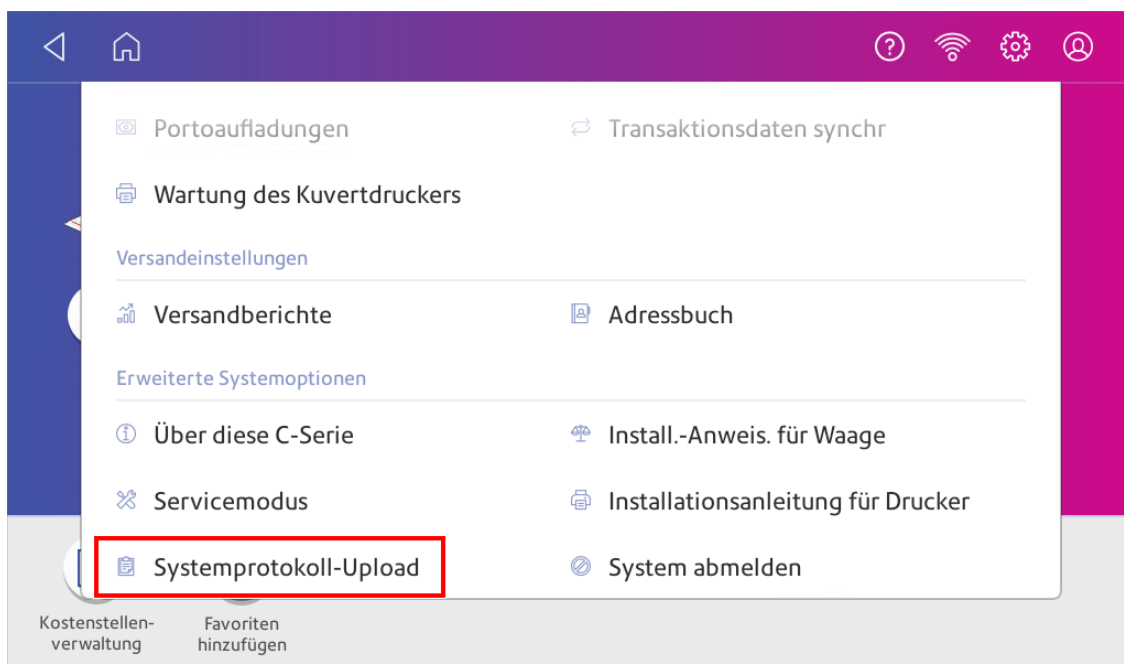 Portoaufladungen
Transaktionsdaten synchr
Wartung des Kuvertdruckers
Versandeinstellungen
Versandberichte
Adressbuch
Erweiterte Systemoptionen
Über diese C-Serie
Install.-Anweis. für Waage
Servicemodus
Installationsanleitung für Drucker
Systemprotokoll-Upload
System abmelden
Kostenstellen-
verwaltung
Favoriten
hinzufügen